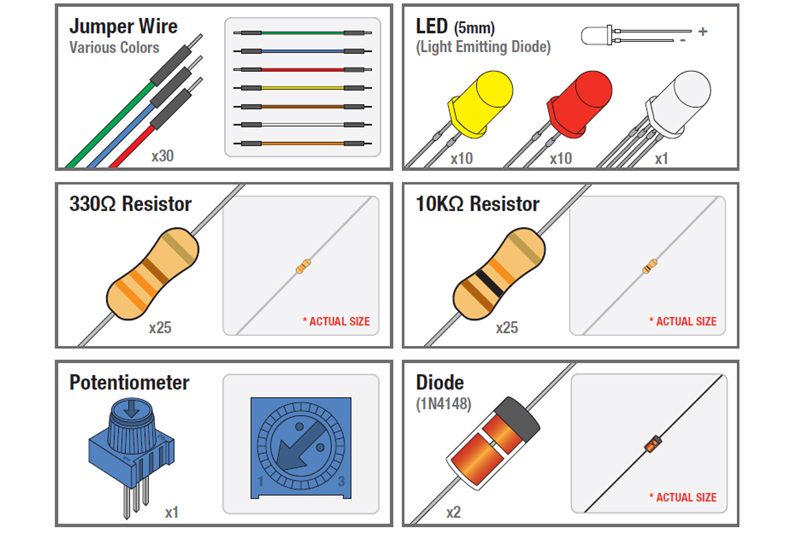 Jumper Wire
Various Colors
x30
LED (5mm)
(Light Emitting Diode)
+
-
x10
x10
x1
330Ω Resistor
x25
* ACTUAL SIZE
10KΩ Resistor
x25
* ACTUAL SIZE
Potentiometer
x1
1 3
Diode
(1N4148)
x2
* ACTUAL SIZE